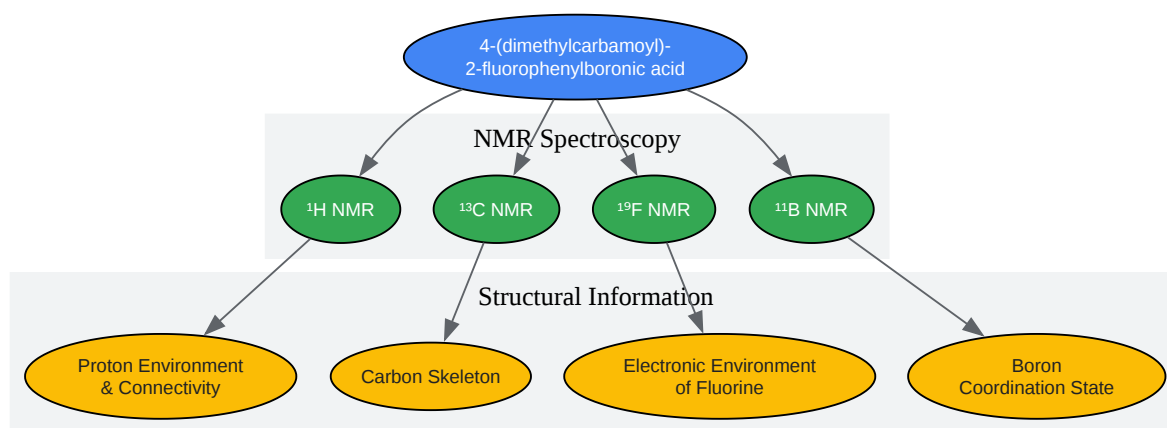 4-(dimethylcarbamoyl)-
2-fluorophenylboronic acid
NMR Spectroscopy
¹H NMR
¹³C NMR
¹⁹F NMR
¹¹B NMR
Structural Information
Proton Environment
& Connectivity
Carbon Skeleton
Electronic Environment
of Fluorine
Boron
Coordination State